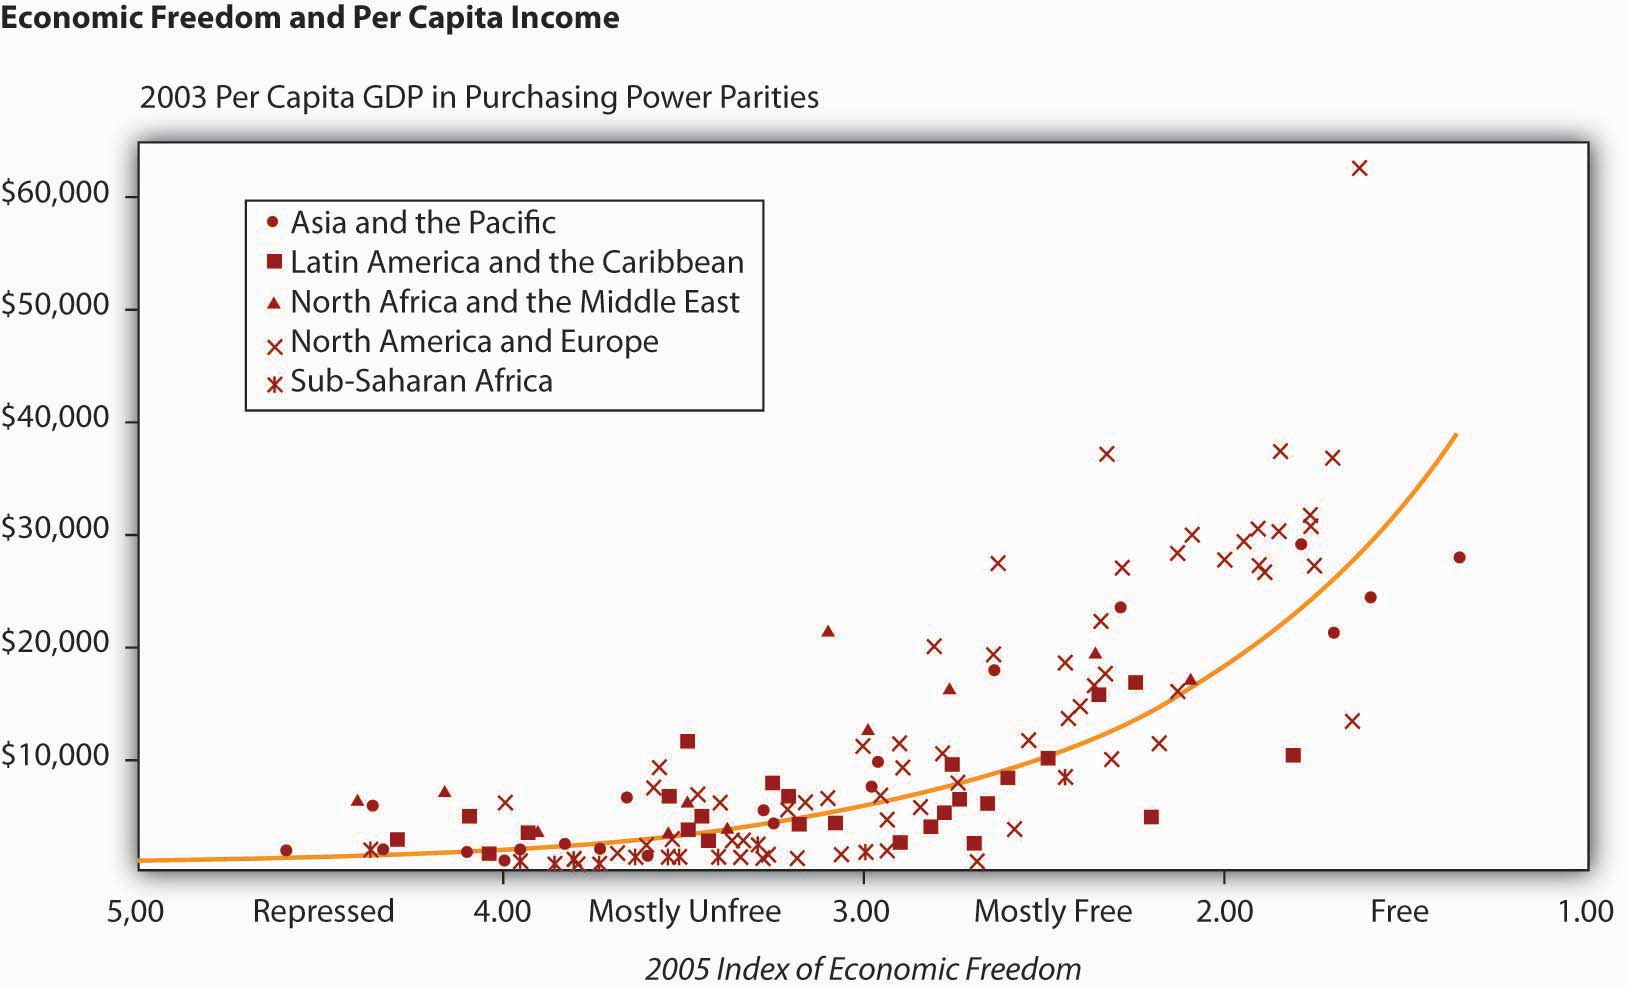 Economic Freedom and Per Capita Income
2003 Per Capita GDP in Purchasing Power Parities
$60,000
$50,000
$40,000
$30,000
$20,000
$10,000
Asia and the Pacific
Latin America and the Caribbean
North Africa and the Middle East
North America and Europe
Sub-Saharan Africa
5,00 Repressed 4.00 Mostly Unfree 3.00 Mostly Free 2.00 Free 1.00
2005 Index of Economic Freedom